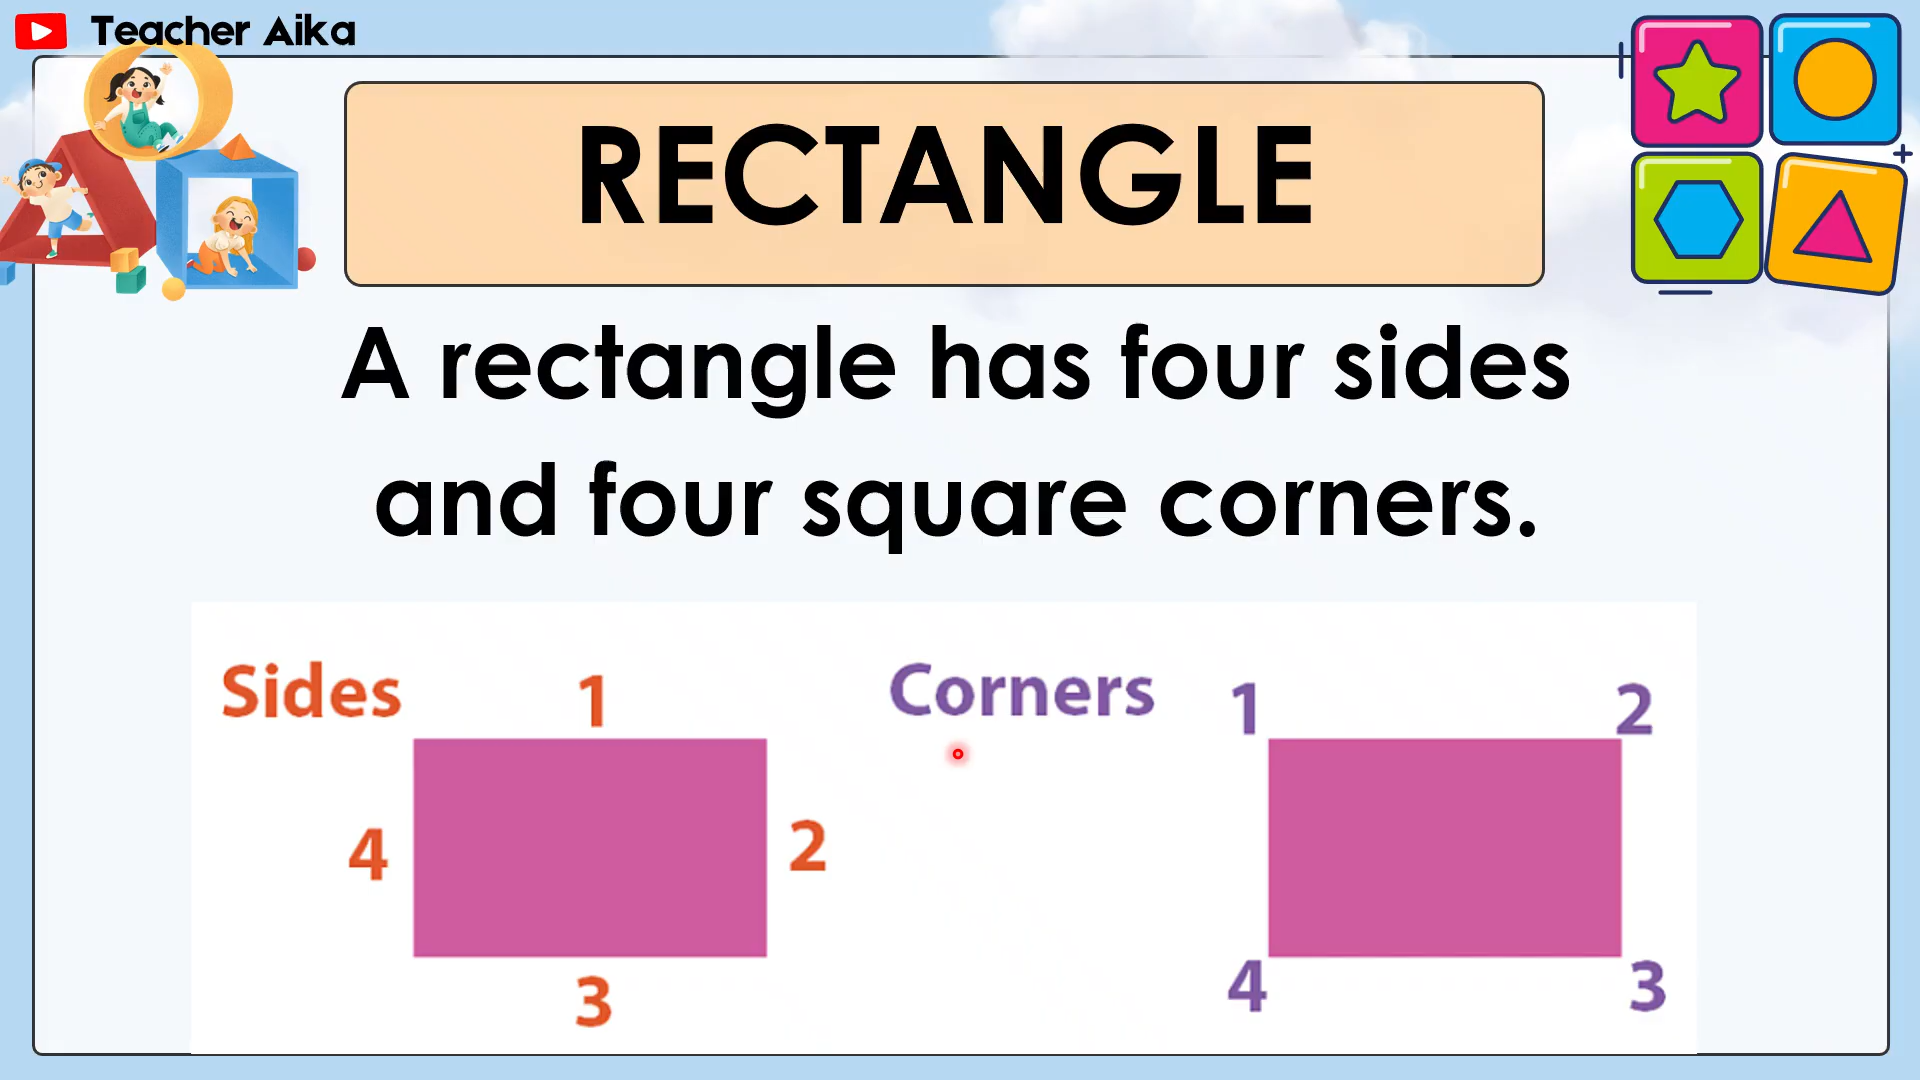 Teacher Aika
RECTANGLE
A rectangle has four sides
and four square corners.
Sides
1
4
2
3
Corners
1
2
4
3